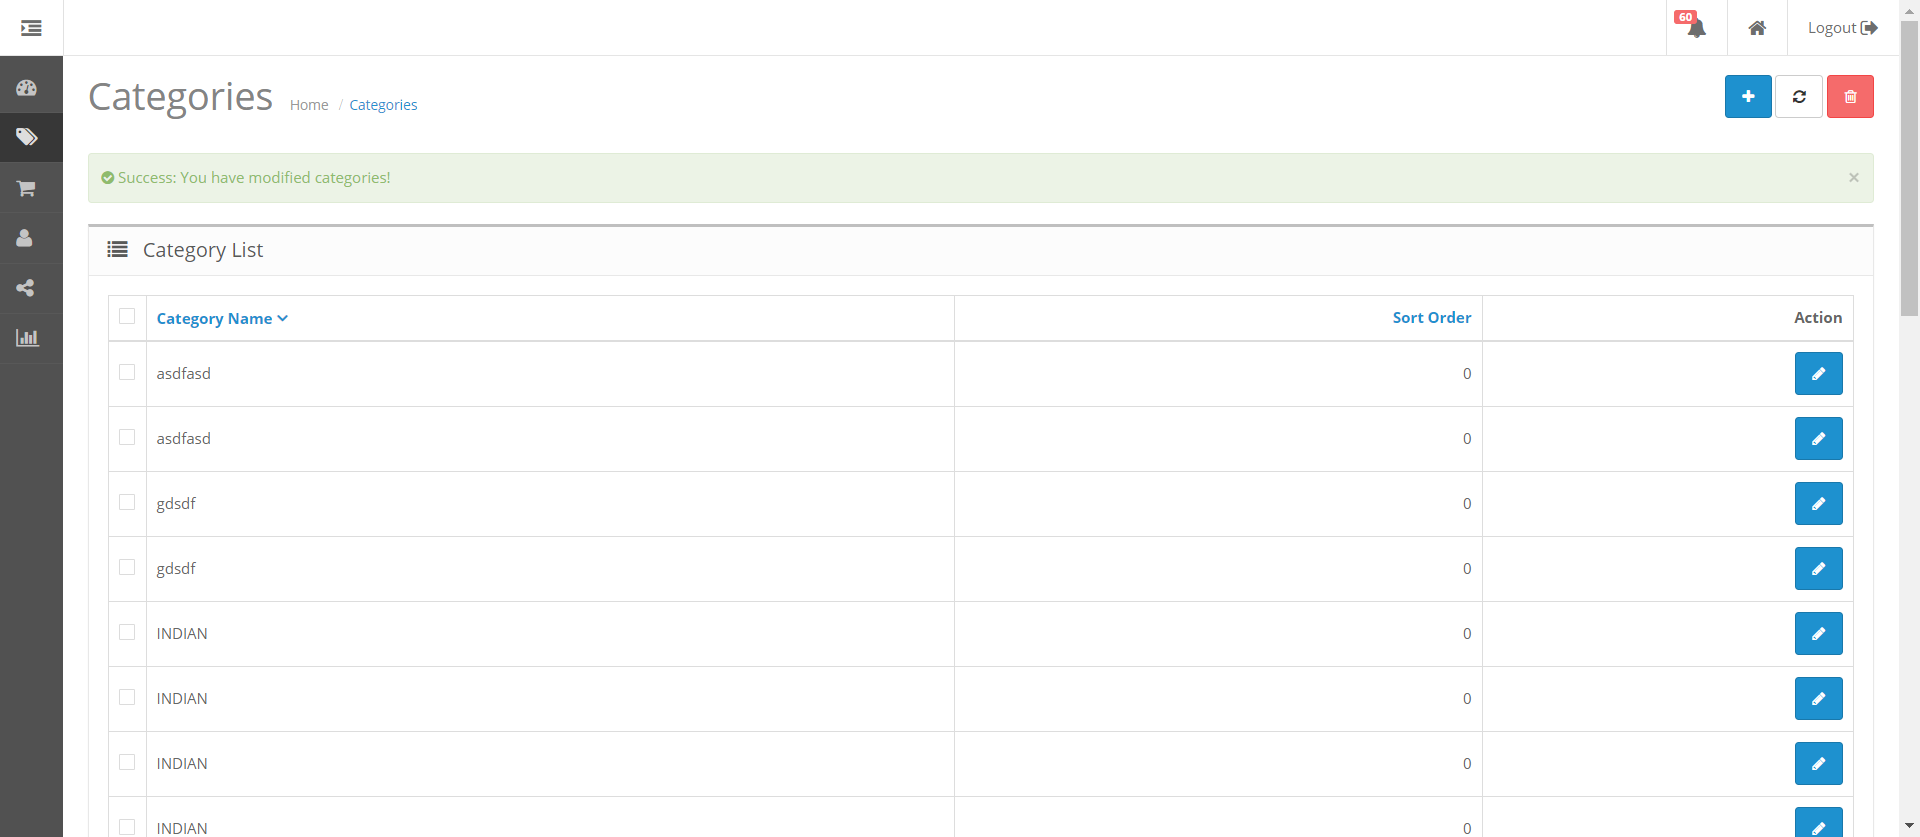 60
Logout
Categories
Home / Categories
Success: You have modified categories!
×
Category List
Category Name Sort Order Action
asdfasd 0
asdfasd 0
gdsdf 0
gdsdf 0
INDIAN 0
INDIAN 0
INDIAN 0
INDIAN 0